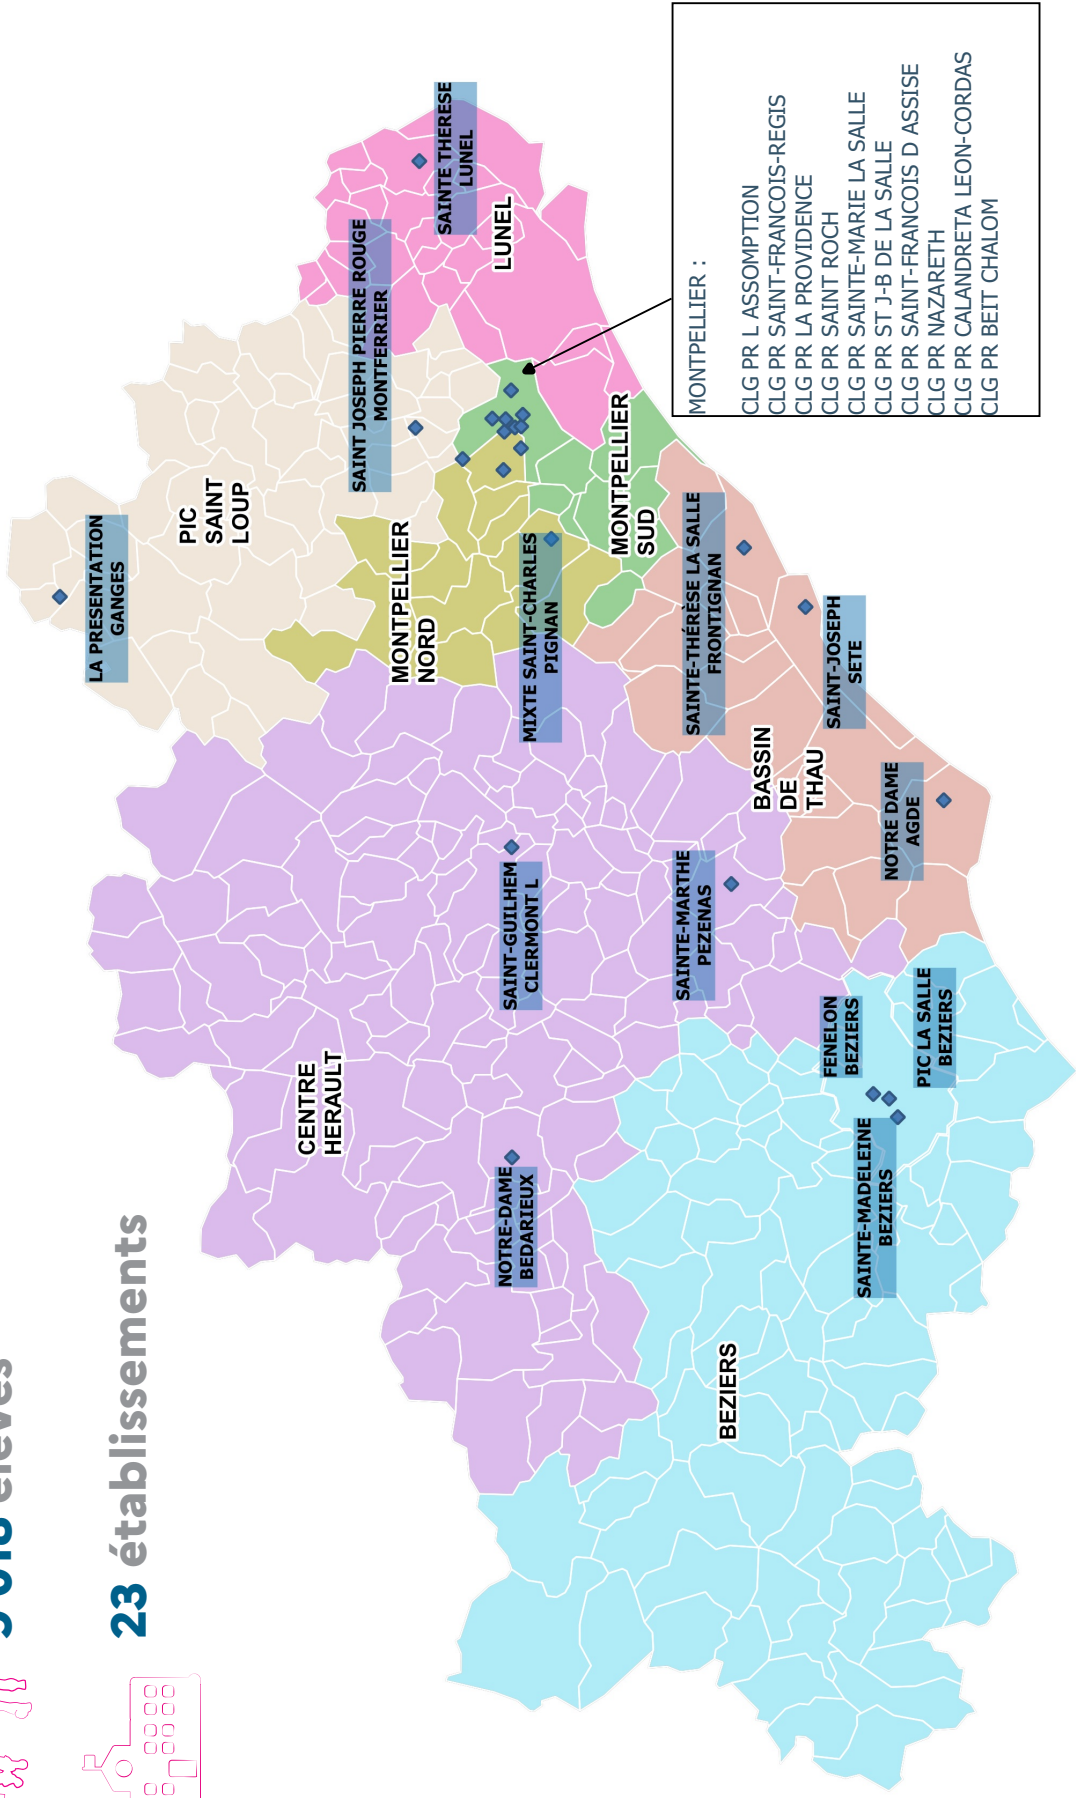 23 établissements
LA PRESENTATION
GANGES
PIC
SAINT
LOUP
SAINT JOSEPH PIERRE ROUGE
MONTFERRIER
SAINTE THERESE
LUNEL
LUNEL
MONTPELLIER
NORD
MIXTE SAINT-CHARLES
PIGNAN
MONTPELLIER
SUD
CENTRE
HERAULT
SAINT-GUILHEM
CLERMONT L
NOTRE-DAME
BEDARIEUX
SAINTE-MARTHE
PEZENAS
SAINTE-THÉRÈSE LA SALLE
FRONTIGNAN
BASSIN
DE
THAU
SAINT-JOSEPH
SETE
NOTRE DAME
AGDE
FENELON
BEZIERS
PIC LA SALLE
BEZIERS
SAINTE-MADELEINE
BEZIERS
BEZIERS
MONTPELLIER :
CLG PR L ASSOMPTION
CLG PR SAINT-FRANCOIS-REGIS
CLG PR LA PROVIDENCE
CLG PR SAINT ROCH
CLG PR SAINTE-MARIE LA SALLE
CLG PR ST J-B DE LA SALLE
CLG PR SAINT-FRANCOIS D ASSISE
CLG PR NAZARETH
CLG PR CALANDRETA LEON-CORDAS
CLG PR BEIT CHALOM